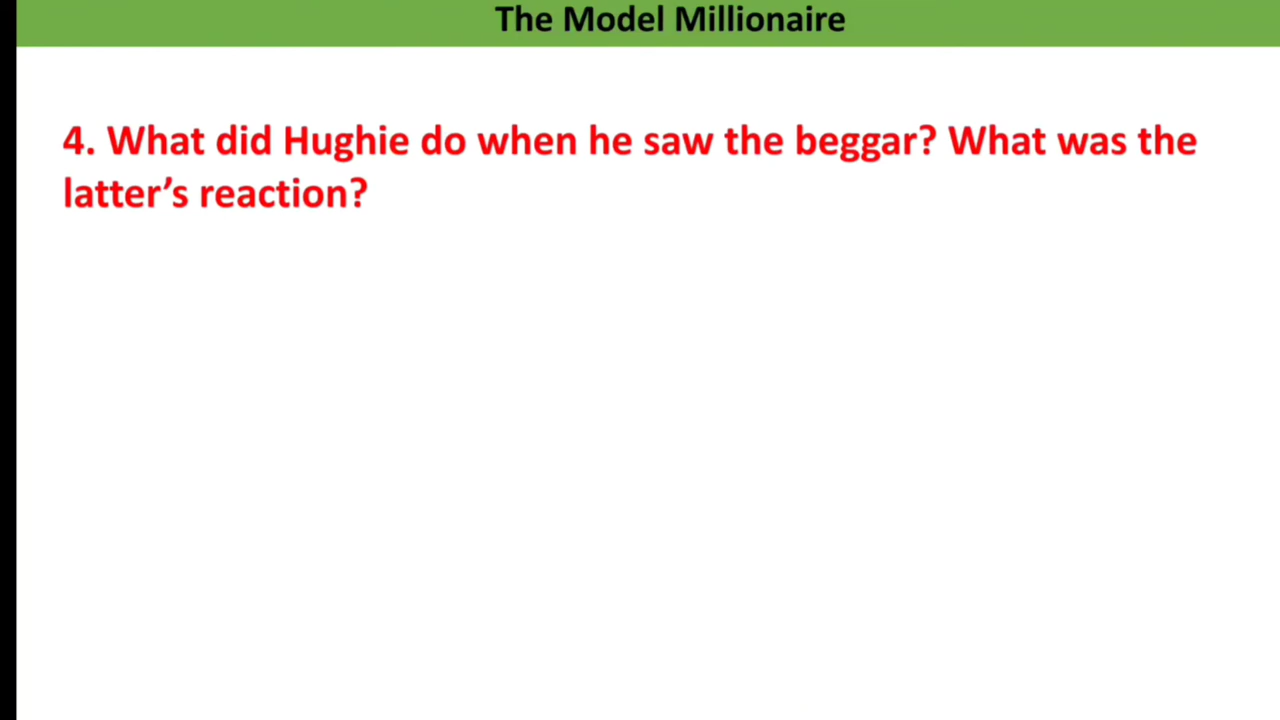 The Model Millionaire
4. What did Hughie do when he saw the beggar? What was the
latter’s reaction?